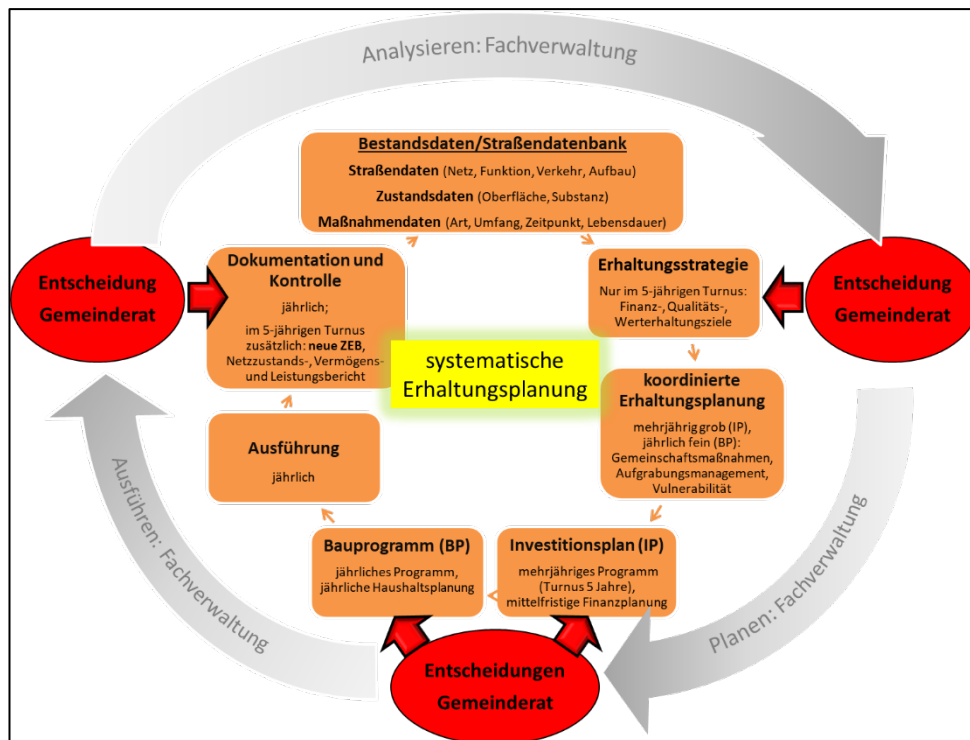 Analysieren: Fachverwaltung
Bestandsdaten/Straßendatenbank
Straßendaten (Netz, Funktion, Verkehr, Aufbau)
Zustandsdaten (Oberfläche, Substanz)
Maßnahmendaten (Art, Umfang, Zeitpunkt, Lebensdauer)
Entscheidung
Gemeinderat
Dokumentation und
Kontrolle
jährlich;
im 5-jährigen Turnus
zusätzlich: neue ZEB,
Netzzustands-, Vermögens-
und Leistungsbericht
Erhaltungsstrategie
Nur im 5-jährigen Turnus:
Finanz-, Qualitäts-,
Werterhaltungsziele
Entscheidung
Gemeinderat
systematische
Erhaltungsplanung
koordinierte
Erhaltungsplanung
mehrjährig grob (IP),
jährlich fein (BP):
Gemeinschaftsmaßnahmen,
Aufgrabungsmanagement,
Vulnerabilität
Ausführung
jährlich
Bauprogramm (BP)
jährliches Programm,
jährliche Haushaltsplanung
Investitionsplan (IP)
mehrjähriges Programm
(Turnus 5 Jahre),
mittelfristige Finanzplanung
Ausführen: Fachverwaltung
Planen: Fachverwaltung
Entscheidungen
Gemeinderat